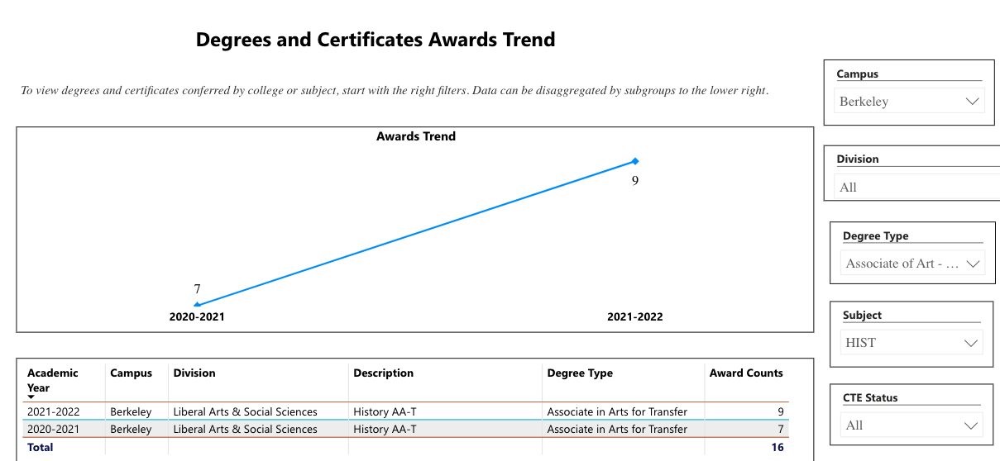 Degrees and Certificates Awards Trend
To view degrees and certificates conferred by college or subject, start with the right filters. Data can be disaggregated by subgroups to the lower right.
Campus
Berkeley
Division
All
Degree Type
Associate of Art - …
Subject
HIST
CTE Status
All
Awards Trend
9
7
2020-2021 2021-2022
Academic Year Campus Division Description Degree Type Award Counts
2021-2022 Berkeley Liberal Arts & Social Sciences History AA-T Associate in Arts for Transfer 9
2020-2021 Berkeley Liberal Arts & Social Sciences History AA-T Associate in Arts for Transfer 7
Total 16